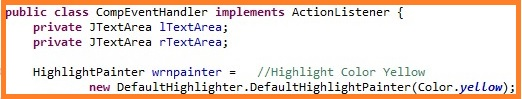 public class CompEventHandler implements ActionListener {
private JTextArea lTextArea;
private JTextArea rTextArea;
HighlightPainter wrnpainter =   //Highlight Color Yellow
new DefaultHighlighter.DefaultHighlightPainter(Color.yellow);